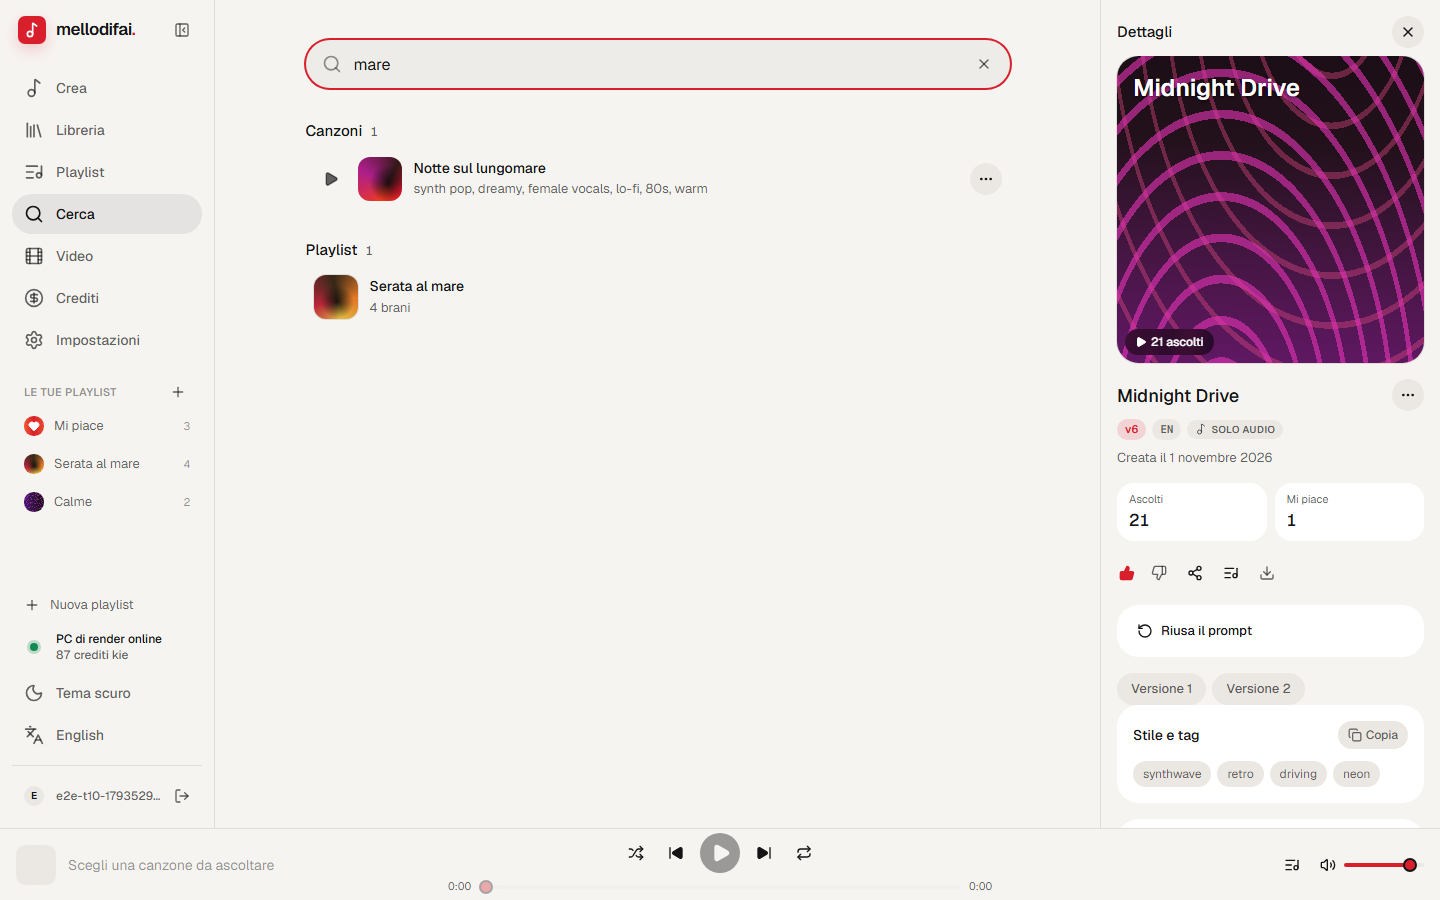 mellodifai.
Crea
Libreria
Playlist
Cerca
Video
Crediti
Impostazioni
LE TUE PLAYLIST
Mi piace 3
Serata al mare 4
Calme 2
Nuova playlist
PC di render online
87 crediti kie
Tema scuro
English
E e2e-t10-1793529...
mare
Canzoni 1
Notte sul lungomare
synth pop, dreamy, female vocals, lo-fi, 80s, warm
Playlist 1
Serata al mare
4 brani
Dettagli
Midnight Drive
21 ascolti
Midnight Drive
v6 EN SOLO AUDIO
Creata il 1 novembre 2026
Ascolti
21
Mi piace
1
Riusa il prompt
Versione 1 Versione 2
Stile e tag
Copia
synthwave retro driving neon
Scegli una canzone da ascoltare
0:00 0:00